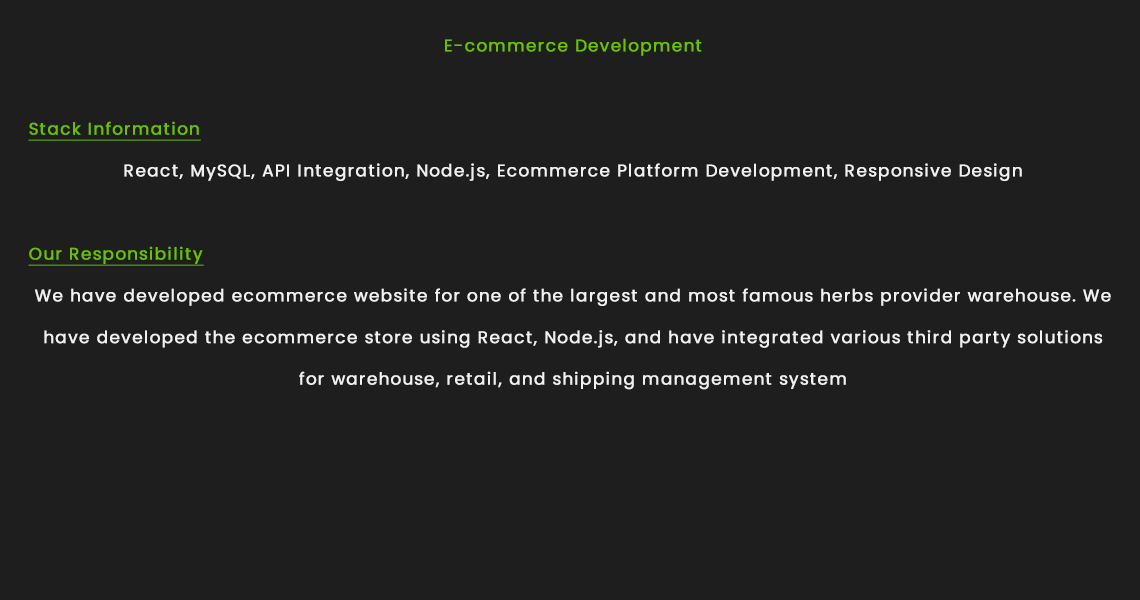 E-commerce Development
Stack Information
React, MySQL, API Integration, Node.js, Ecommerce Platform Development, Responsive Design
Our Responsibility
We have developed ecommerce website for one of the largest and most famous herbs provider warehouse. We
have developed the ecommerce store using React, Node.js, and have integrated various third party solutions
for warehouse, retail, and shipping management system